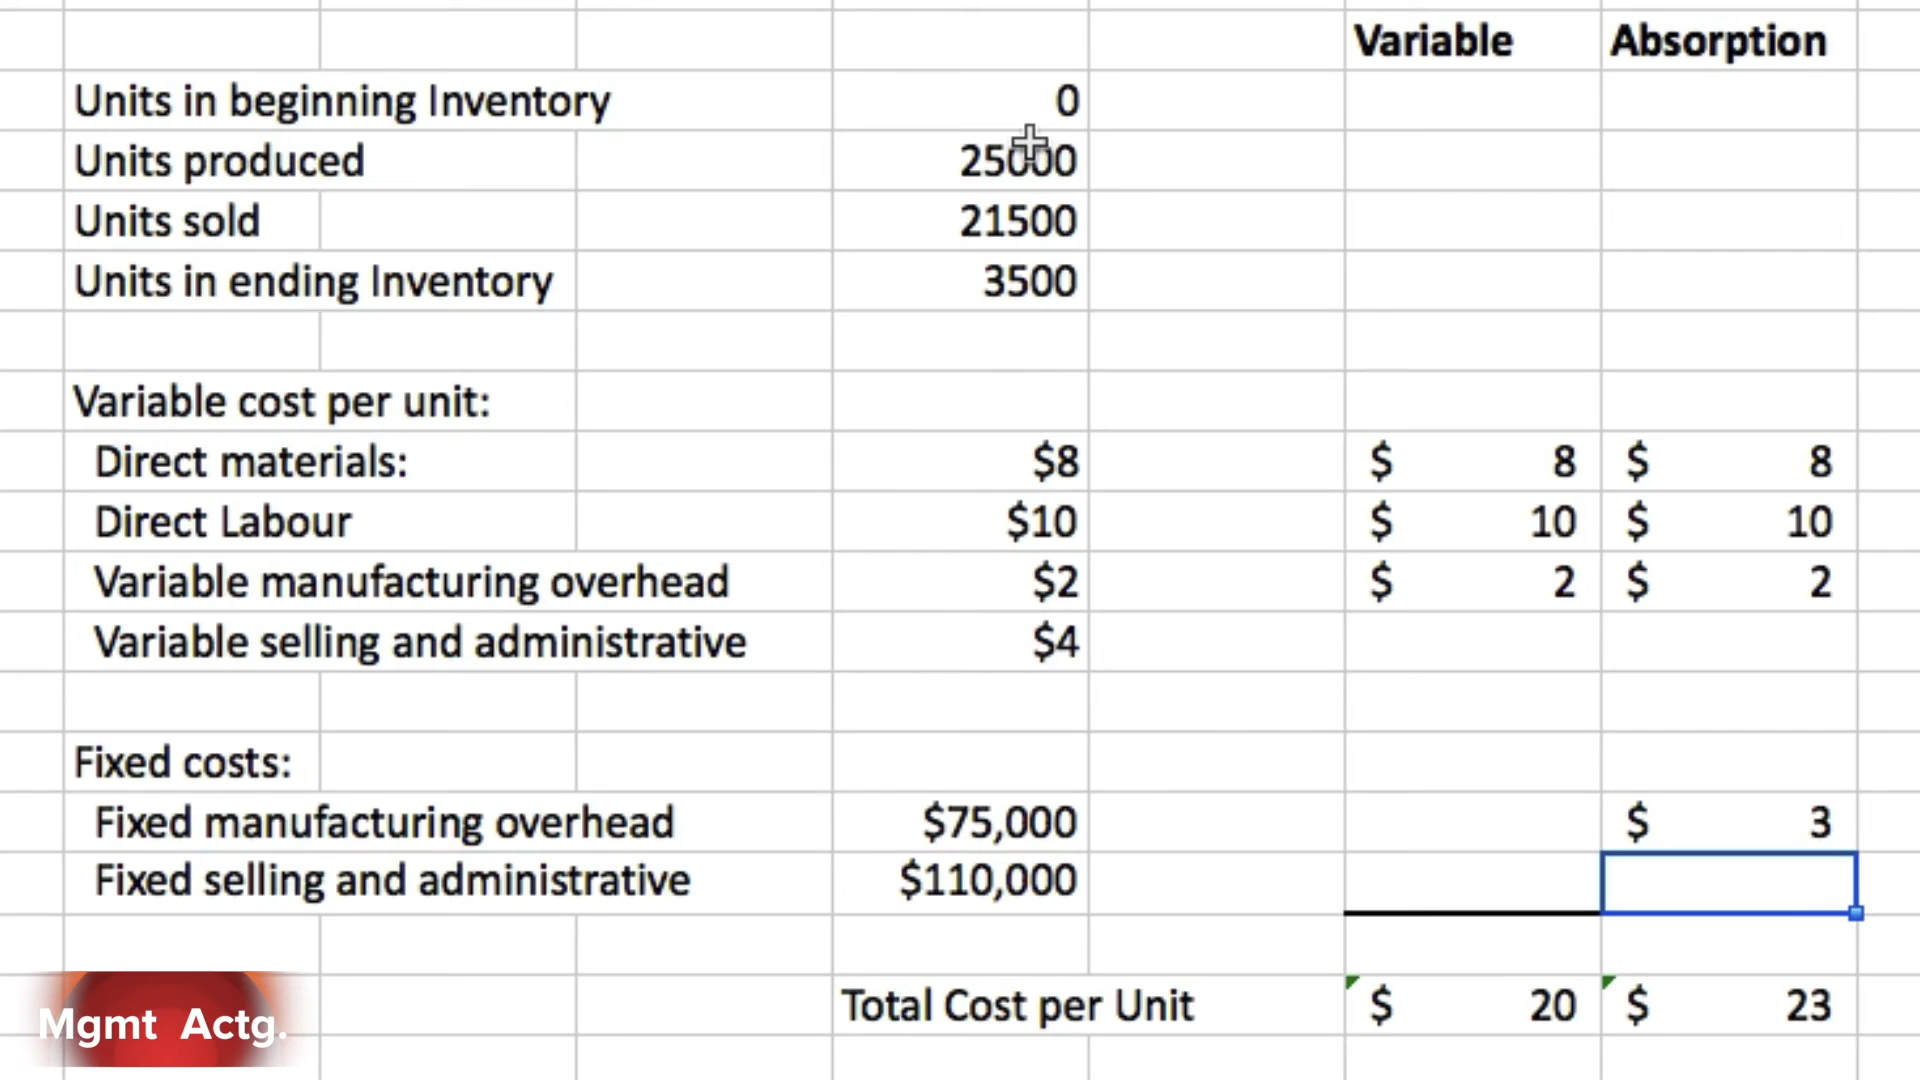 Variable Absorption
Units in beginning Inventory 0
Units produced 25000
Units sold 21500
Units in ending Inventory 3500
Variable cost per unit:
Direct materials: $8 $ 8 $ 8
Direct Labour $10 $ 10 $ 10
Variable manufacturing overhead $2 $ 2 $ 2
Variable selling and administrative $4
Fixed costs:
Fixed manufacturing overhead $75,000 $ 3
Fixed selling and administrative $110,000
Total Cost per Unit $ 20 $ 23
Mgmt Actg.